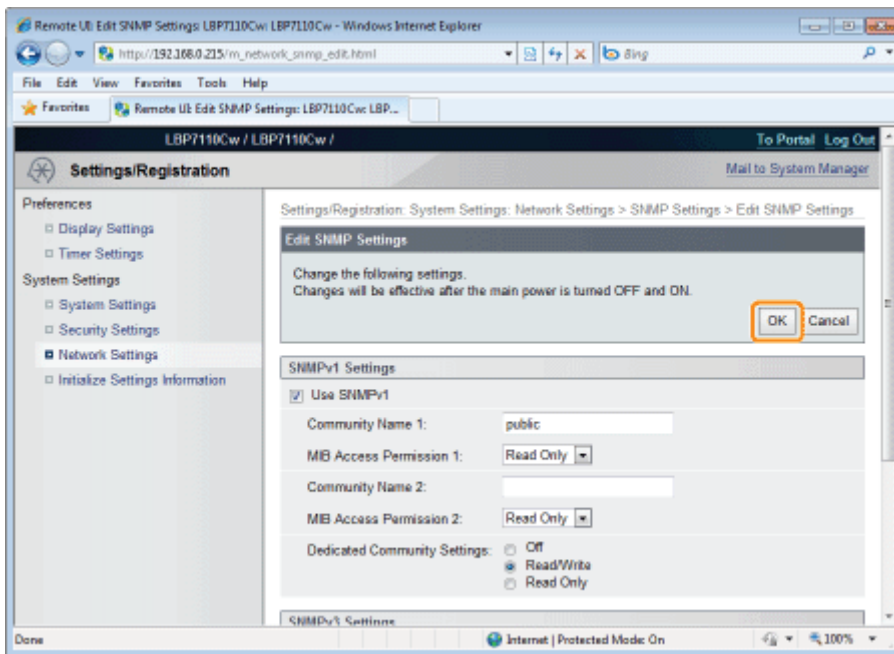 Remote UI: Edit SNMP Settings: LBP7110Cw: LBP7110Cw - Windows Internet Explorer
http://192.168.0.215/m_network_snmp_edit.html
Bing
File Edit View Favorites Tools Help
Favorites
Remote UI: Edit SNMP Settings: LBP7110Cw: LBP...
LBP7110Cw / LBP7110Cw /
To Portal Log Out
Settings/Registration
Mail to System Manager
Preferences
Display Settings
Timer Settings
System Settings
System Settings
Security Settings
Network Settings
Initialize Settings Information
Settings/Registration: System Settings: Network Settings > SNMP Settings > Edit SNMP Settings
Edit SNMP Settings
Change the following settings.
Changes will be effective after the main power is turned OFF and ON.
OK Cancel
SNMPv1 Settings
Use SNMPv1
Community Name 1: public
MIB Access Permission 1: Read Only
Community Name 2:
MIB Access Permission 2: Read Only
Dedicated Community Settings: Off
Read/Write
Read Only
SNMPv3 Settings
Done
Internet | Protected Mode: On
100%